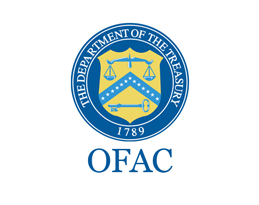 THE DEPARTMENT OF THE TREASURY
1789
OFAC